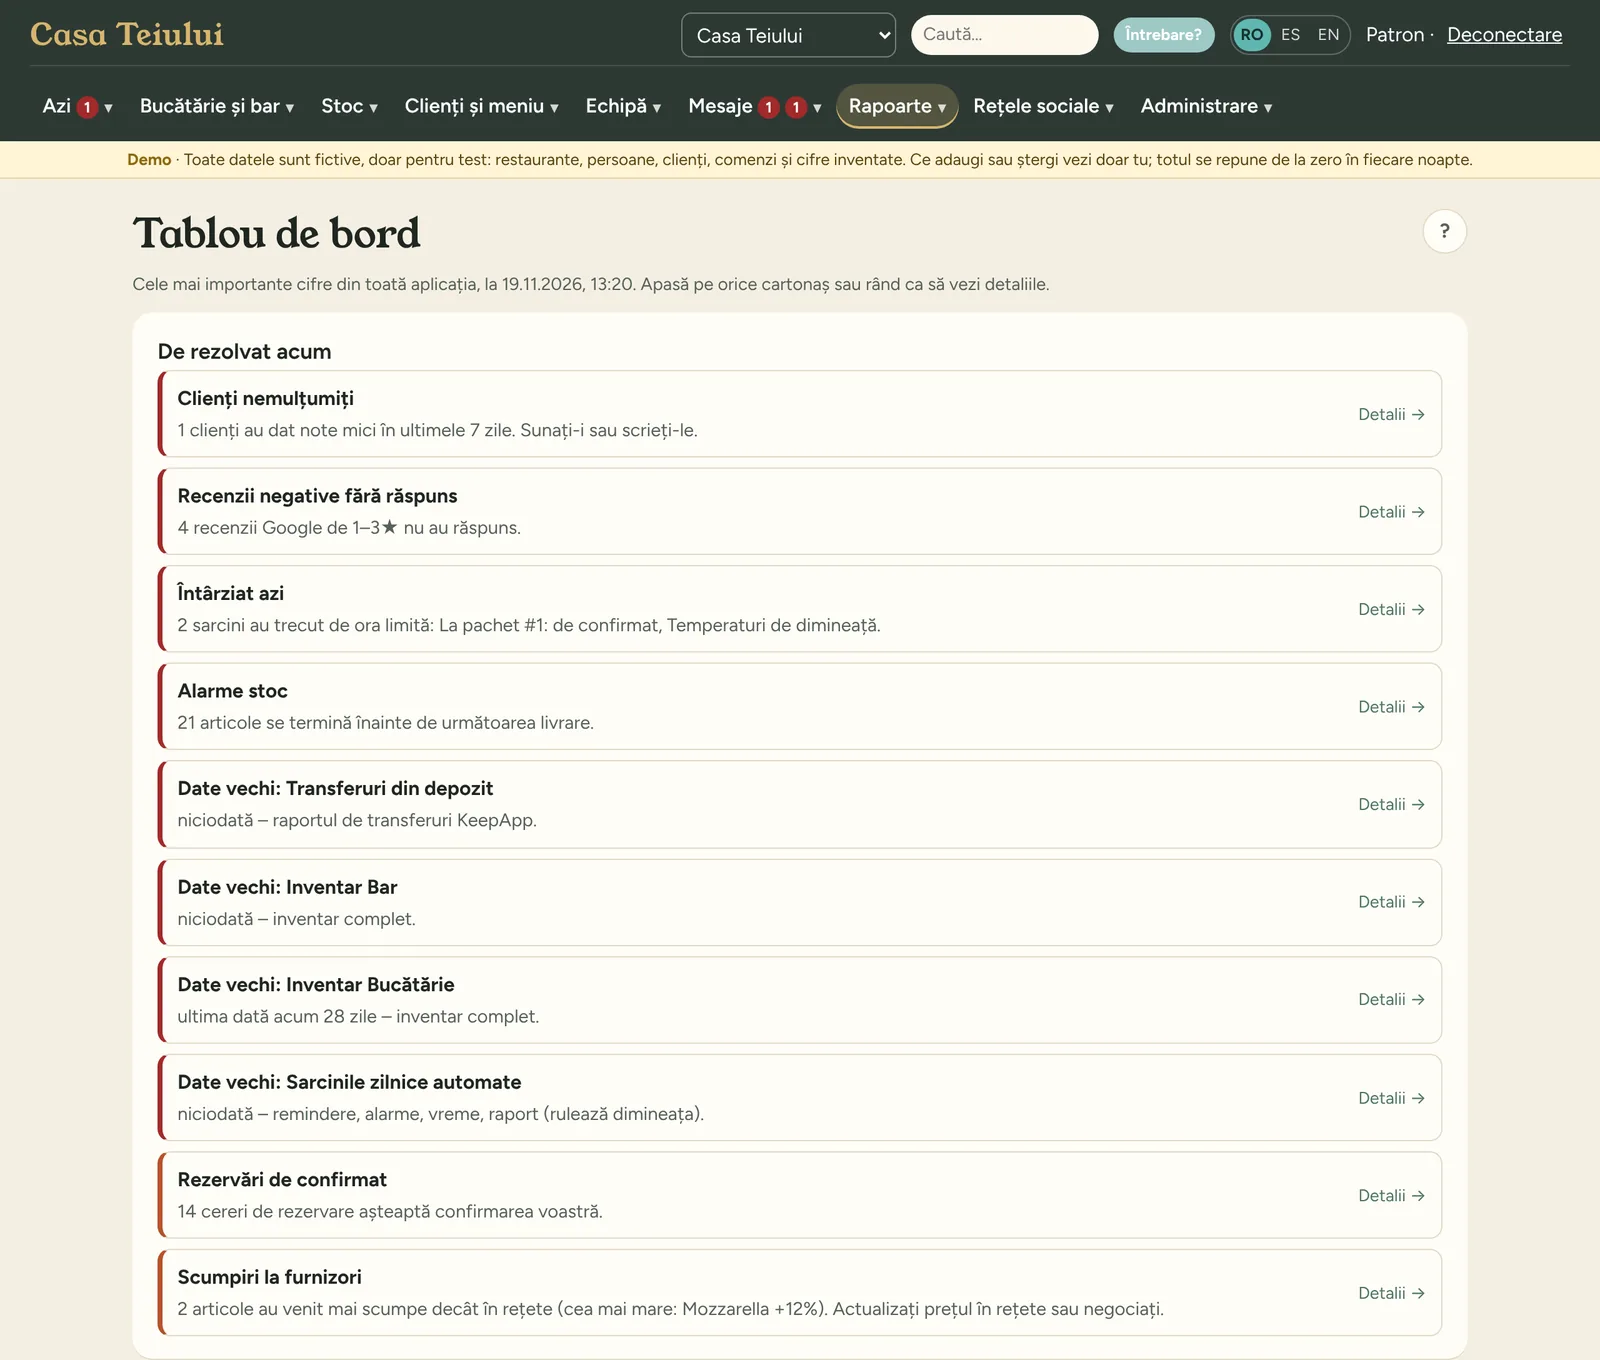 Casa Teiului
Casa Teiului
Caută...
Întrebare?
RO ES EN
Patron · Deconectare
Azi 1 ▾ Bucătărie și bar ▾ Stoc ▾ Clienți și meniu ▾ Echipă ▾ Mesaje 1 1 ▾ Rapoarte ▾ Rețele sociale ▾ Administrare ▾
Demo · Toate datele sunt fictive, doar pentru test: restaurante, persoane, clienți, comenzi și cifre inventate. Ce adaugi sau ștergi vezi doar tu; totul se repune de la zero în fiecare noapte.
Tablou de bord
?
Cele mai importante cifre din toată aplicația, la 19.11.2026, 13:20. Apasă pe orice cartonaș sau rând ca să vezi detaliile.
De rezolvat acum
Clienți nemulțumiți
1 clienți au dat note mici în ultimele 7 zile. Sunați-i sau scrieți-le.
Detalii →
Recenzii negative fără răspuns
4 recenzii Google de 1–3★ nu au răspuns.
Detalii →
Întârziat azi
2 sarcini au trecut de ora limită: La pachet #1: de confirmat, Temperaturi de dimineață.
Detalii →
Alarme stoc
21 articole se termină înainte de următoarea livrare.
Detalii →
Date vechi: Transferuri din depozit
niciodată – raportul de transferuri KeepApp.
Detalii →
Date vechi: Inventar Bar
niciodată – inventar complet.
Detalii →
Date vechi: Inventar Bucătărie
ultima dată acum 28 zile – inventar complet.
Detalii →
Date vechi: Sarcinile zilnice automate
niciodată – remindere, alarme, vreme, raport (rulează dimineața).
Detalii →
Rezervări de confirmat
14 cereri de rezervare așteaptă confirmarea voastră.
Detalii →
Scumpiri la furnizori
2 articole au venit mai scumpe decât în rețete (cea mai mare: Mozzarella +12%). Actualizați prețul în rețete sau negociați.
Detalii →